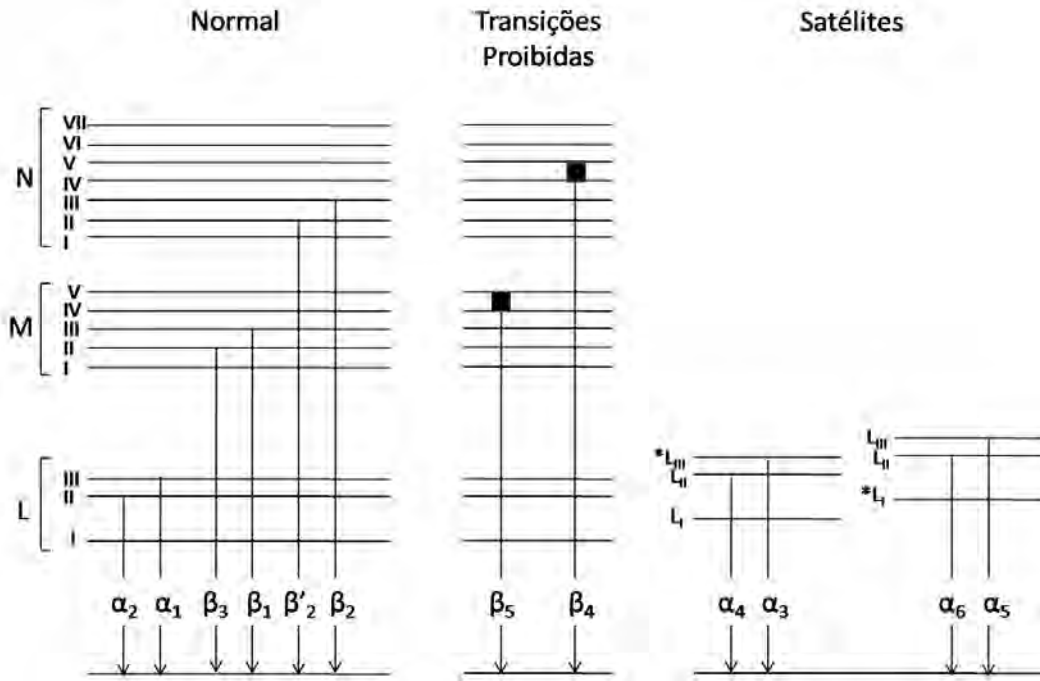 Normal
Transições
Proibidas
Satélites
N
VII
VI
V
IV
III
II
I
M
V
IV
III
II
I
L
III
II
I
*LIII
LII
LI
LIII
LII
*LI
α2 α1 β3 β1 β'2 β2
β5 β4
α4 α3
α6 α5